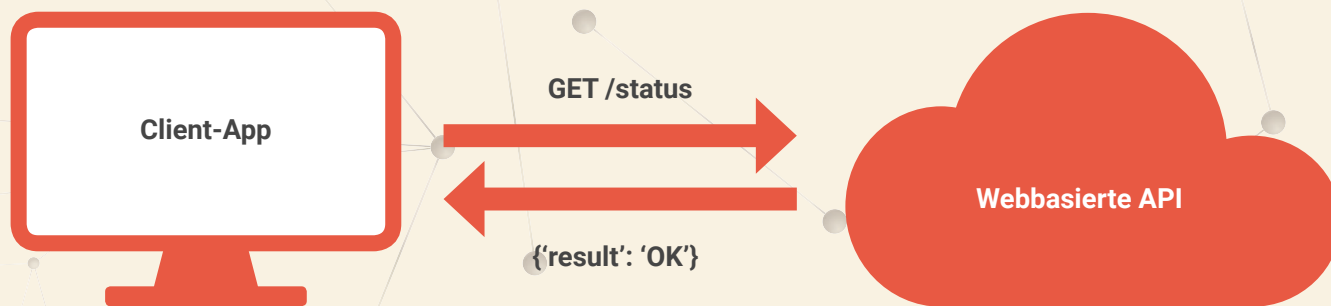 GET /status
Client-App
Webbasierte API
{‘result’: ‘OK’}